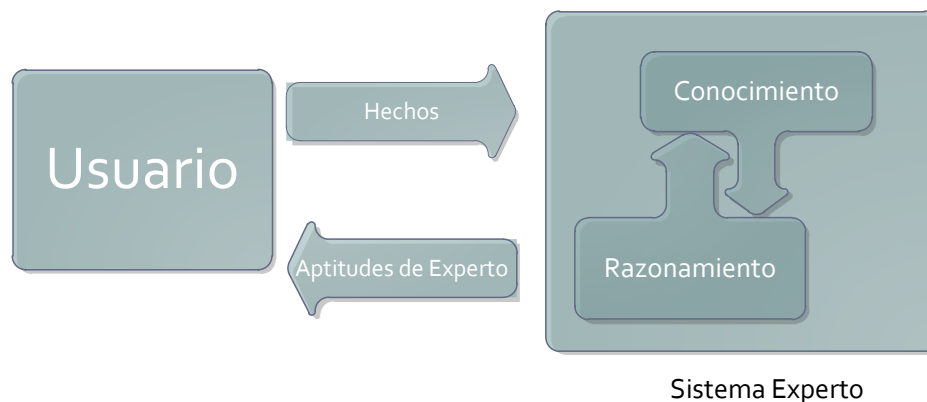 Usuario
Hechos
Aptitudes de Experto
Conocimiento
Razonamiento
Sistema Experto